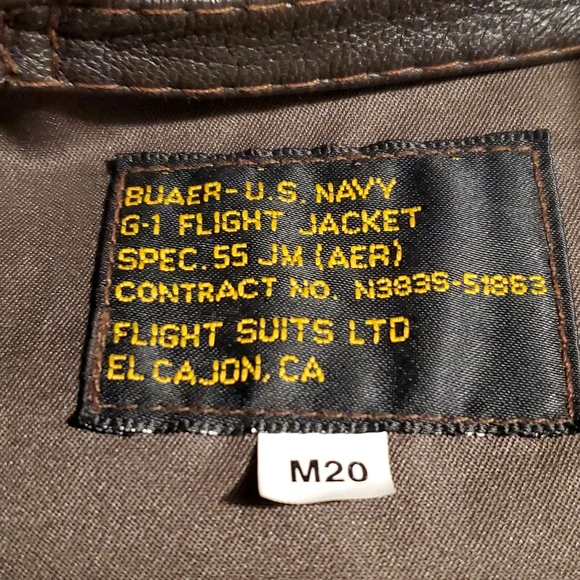 BUAER-U.S. NAVY
G-1 FLIGHT JACKET
SPEC. 55 JM (AER)
CONTRACT NO. N383S-51863
FLIGHT SUITS LTD
EL CAJON, CA
M20